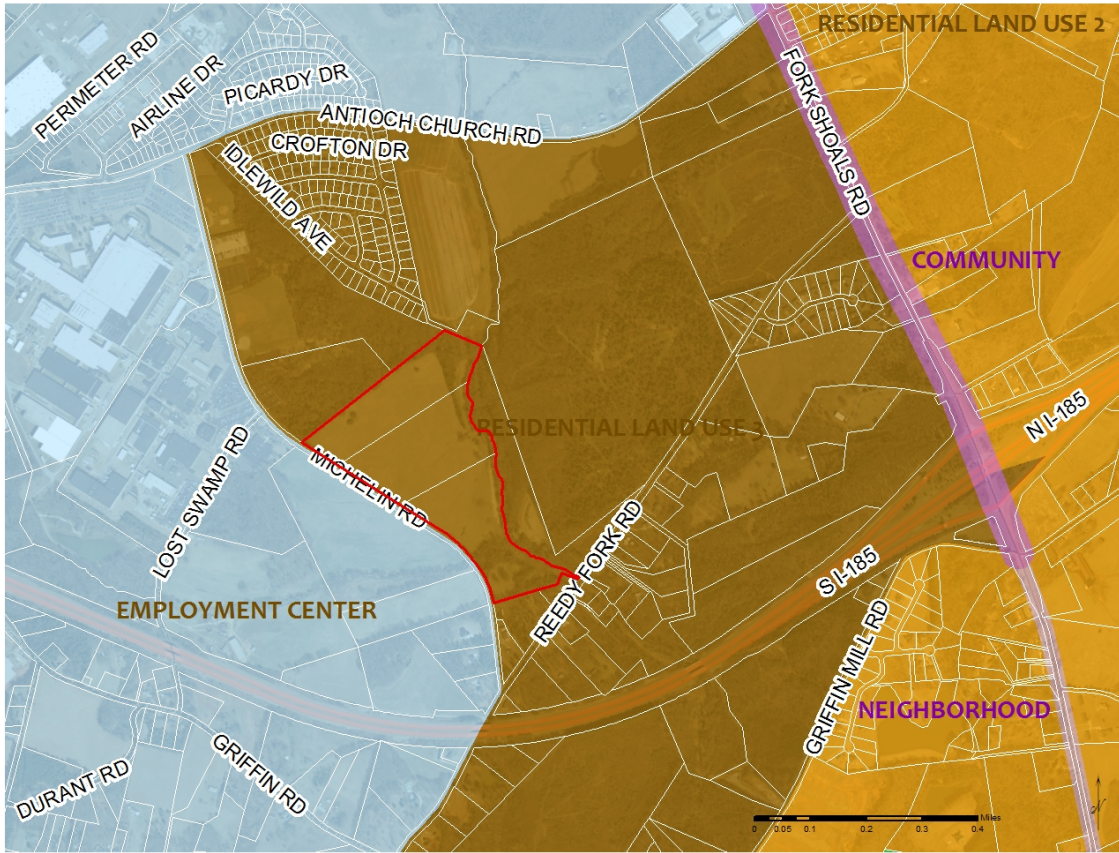 RESIDENTIAL LAND USE 2
PERIMETER RD
AIRLINE DR
PICARDY DR
FORK SHOALS RD
ANTIOCH CHURCH RD
CROFTON DR
IDLEWILD AVE
COMMUNITY
N I-185
RESIDENTIAL LAND USE 3
LOST SWAMP RD
MICHELIN RD
REEDY FORK RD
S I-185
EMPLOYMENT CENTER
GRIFFIN MILL RD
NEIGHBORHOOD
GRIFFIN RD
DURANT RD
N
Miles
0 0.05 0.1 0.2 0.3 0.4